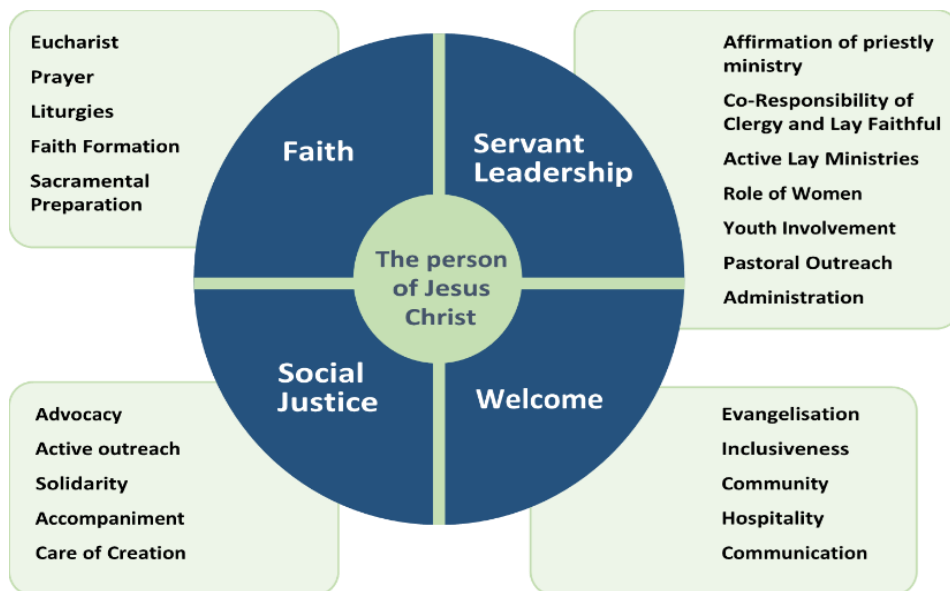 Eucharist
Prayer
Liturgies
Faith Formation
Sacramental
Preparation
Faith
Servant
Leadership
Affirmation of priestly
ministry
Co-Responsibility of
Clergy and Lay Faithful
Active Lay Ministries
Role of Women
Youth Involvement
Pastoral Outreach
Administration
The person
of Jesus
Christ
Social
Justice
Welcome
Advocacy
Active outreach
Solidarity
Accompaniment
Care of Creation
Evangelisation
Inclusiveness
Community
Hospitality
Communication